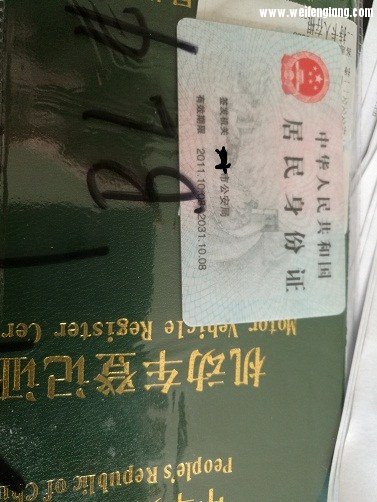 www.weifenglang.com
中华人民共和国
居民身份证
签发机关 公安局
有效期限 2011.10.08-2031.10.08
People's Republic of Chi
机动车登记证
Motor Vehicle Register Cer